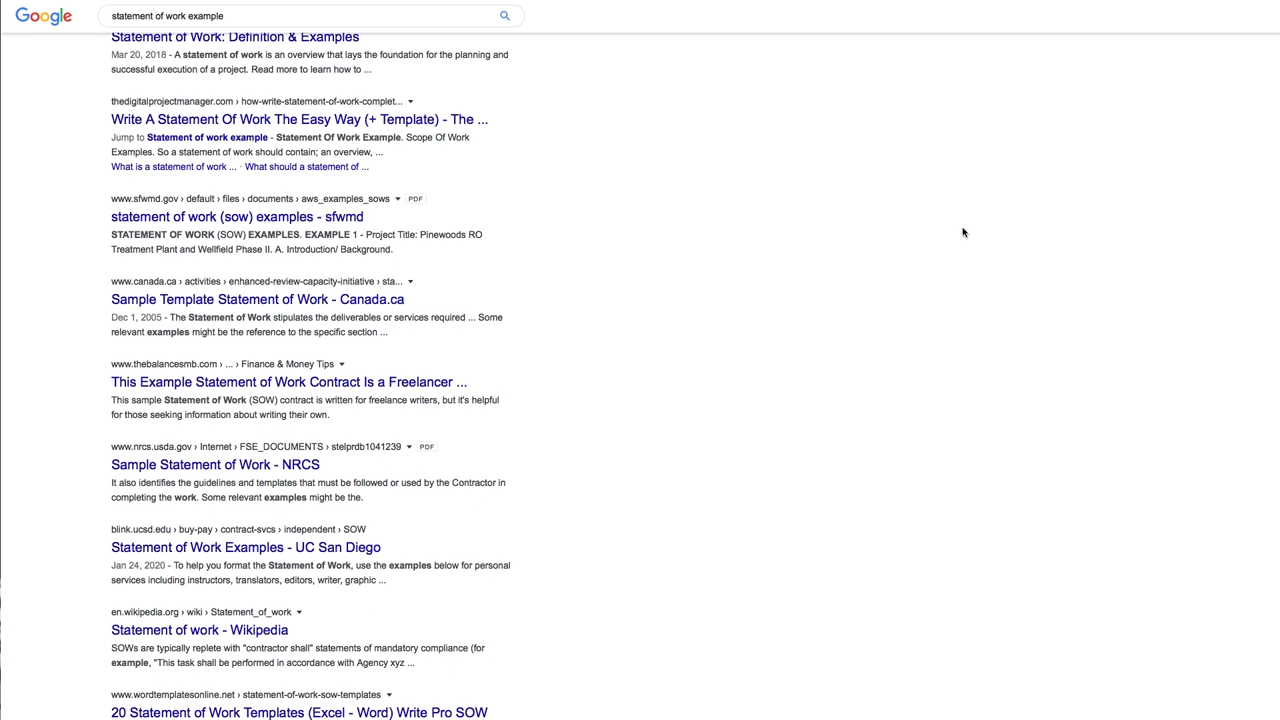 Google
statement of work example
Statement of Work: Definition & Examples
Mar 20, 2018 - A statement of work is an overview that lays the foundation for the planning and
successful execution of a project. Read more to learn how to ...
thedigitalprojectmanager.com › how-write-statement-of-work-complet...
Write A Statement Of Work The Easy Way (+ Template) - The ...
Jump to Statement of work example - Statement Of Work Example. Scope Of Work
Examples. So a statement of work should contain; an overview, ...
What is a statement of work ... · What should a statement of ...
www.sfwmd.gov › default › files › documents › aws_examples_sows PDF
statement of work (sow) examples - sfwmd
STATEMENT OF WORK (SOW) EXAMPLES. EXAMPLE 1 - Project Title: Pinewoods RO
Treatment Plant and Wellfield Phase II. A. Introduction/ Background.
www.canada.ca › activities › enhanced-review-capacity-initiative › sta...
Sample Template Statement of Work - Canada.ca
Dec 1, 2005 - The Statement of Work stipulates the deliverables or services required ... Some
relevant examples might be the reference to the specific section ...
www.thebalancesmb.com › ... › Finance & Money Tips
This Example Statement of Work Contract Is a Freelancer ...
This sample Statement of Work (SOW) contract is written for freelance writers, but it's helpful
for those seeking information about writing their own.
www.nrcs.usda.gov › Internet › FSE_DOCUMENTS › stelprdb1041239 PDF
Sample Statement of Work - NRCS
It also identifies the guidelines and templates that must be followed or used by the Contractor in
completing the work. Some relevant examples might be the.
blink.ucsd.edu › buy-pay › contract-svcs › independent › SOW
Statement of Work Examples - UC San Diego
Jan 24, 2020 - To help you format the Statement of Work, use the examples below for personal
services including instructors, translators, editors, writer, graphic ...
en.wikipedia.org › wiki › Statement_of_work
Statement of work - Wikipedia
SOWs are typically replete with "contractor shall" statements of mandatory compliance (for
example, "This task shall be performed in accordance with Agency xyz ...
www.wordtemplatesonline.net › statement-of-work-sow-templates
20 Statement of Work Templates (Excel - Word) Write Pro SOW